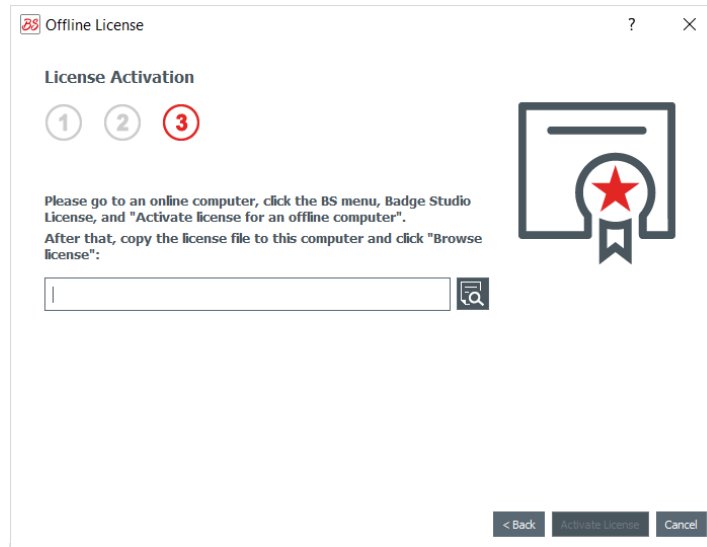 BS Offline License
? ×
License Activation
1 2 3
Please go to an online computer, click the BS menu, Badge Studio
License, and "Activate license for an offline computer".
After that, copy the license file to this computer and click "Browse
license":
< Back Activate License Cancel